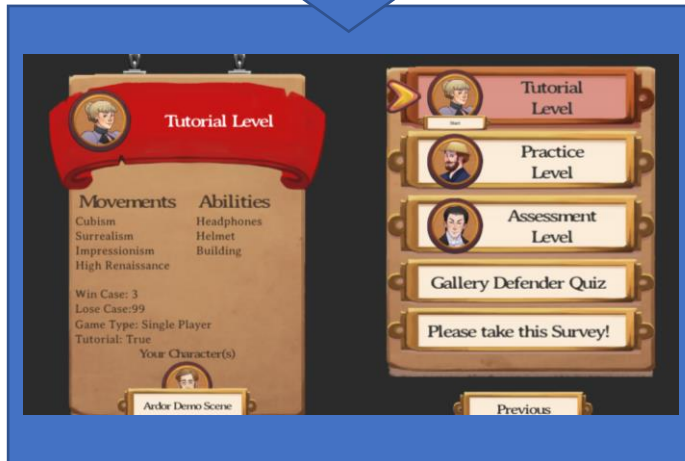 Tutorial Level
Movements Abilities
Cubism Headphones
Surrealism Helmet
Impressionism Building
High Renaissance
Win Case: 3
Lose Case:99
Game Type: Single Player
Tutorial: True
Your Character(s)
Ardor Demo Scene
Tutorial
Level
Start
Practice
Level
Assessment
Level
Gallery Defender Quiz
Please take this Survey!
Previous